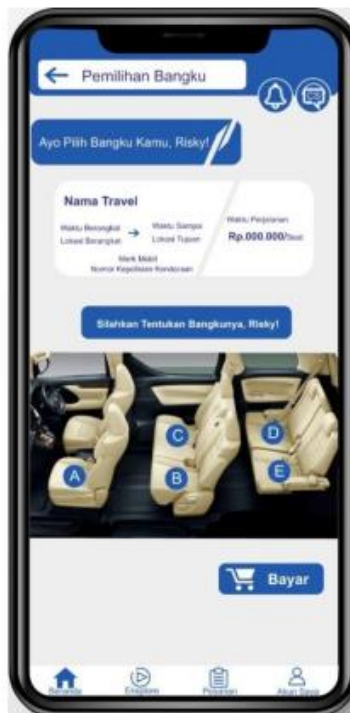 Pemilihan Bangku
Ayo Pilih Bangku Kamu, Risky!
Nama Travel
Waktu Berangkat
Waktu Sampai
Waktu Perjalanan
Lokasi Berangkat
Lokasi Tujuan
Rp.000.000/Seat
Merk Mobil
Nomor Kepolisian Kendaraan
Silahkan Tentukan Bangkunya, Risky!
C
D
A
B
E
Bayar
Beranda
Pesanan
Akun Saya